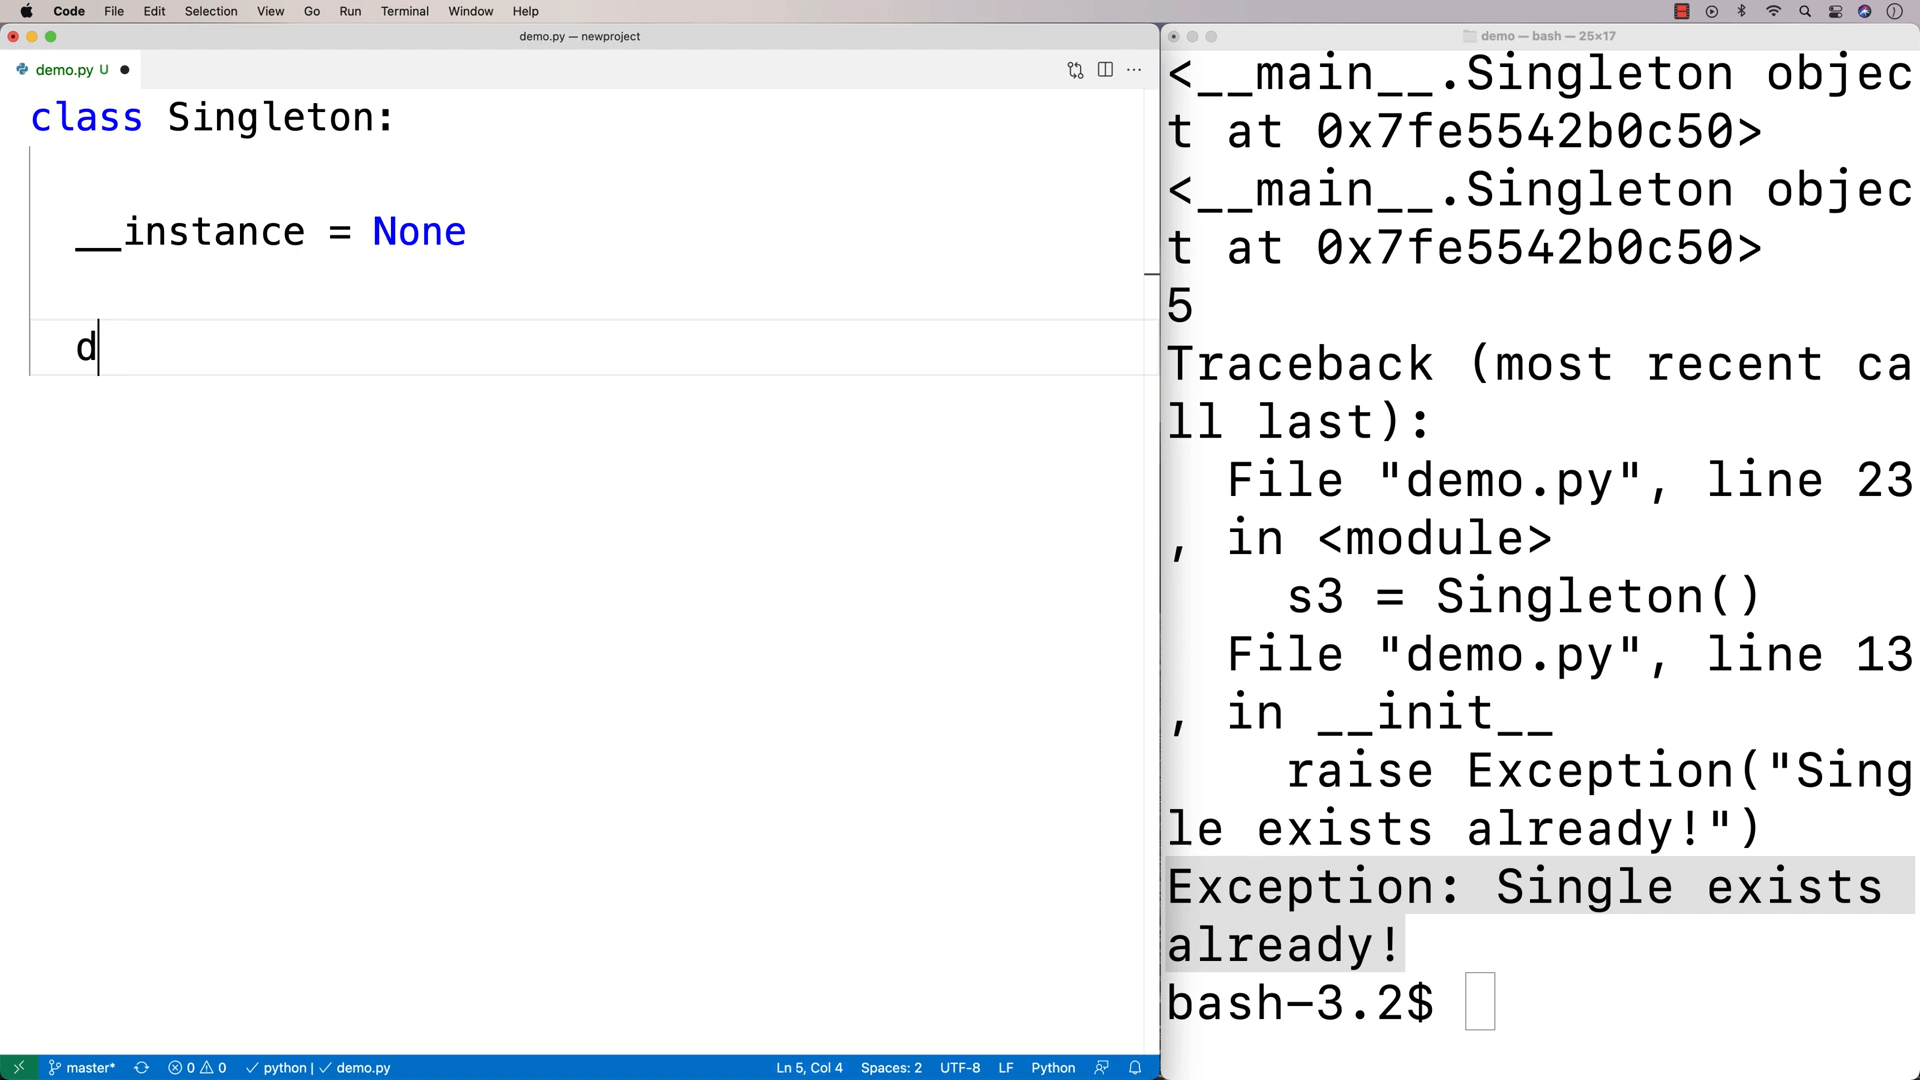 Code File Edit Selection View Go Run Terminal Window Help
demo.py — newproject
demo.py U
class Singleton:
__instance = None
d
master* 0 0 python | demo.py Ln 5, Col 4 Spaces: 2 UTF-8 LF Python
demo — bash — 25×17
<__main__.Singleton objec
t at 0x7fe5542b0c50>
<__main__.Singleton objec
t at 0x7fe5542b0c50>
5
Traceback (most recent ca
ll last):
File "demo.py", line 23
, in <module>
s3 = Singleton()
File "demo.py", line 13
, in __init__
raise Exception("Sing
le exists already!")
Exception: Single exists
already!
bash-3.2$